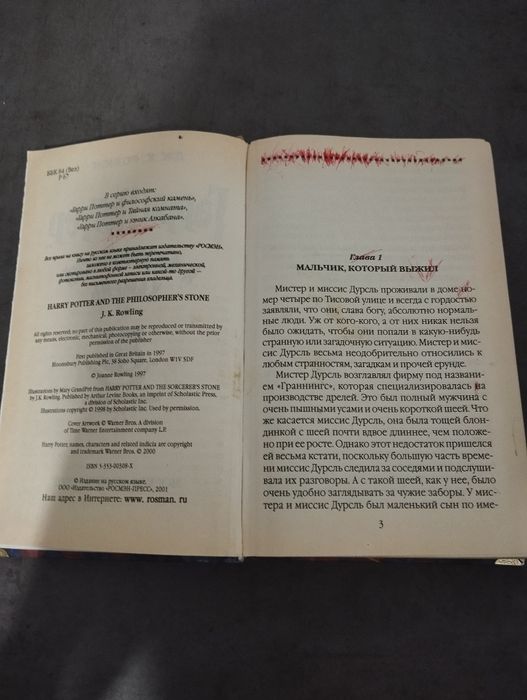 ББК 84 (Вел)
Р 67
В серию входят:
«Гарри Поттер и философский камень»,
«Гарри Поттер и Тайная комната»,
«Гарри Поттер и узник Азкабана».
Все права на книгу на русском языке принадлежат издательству «РОСМЭН».
Ничто из нее не может быть перепечатано,
заложено в компьютерную память
или скопировано в любой форме – электронной, механической,
фотокопии, магнитофонной записи или какой-то другой –
без письменного разрешения владельца.
HARRY POTTER AND THE PHILOSOPHER'S STONE
J. K. Rowling
All rights reserved; no part of this publication may be reproduced or transmitted by
any means, electronic, mechanical, photocopying or otherwise, without the prior
permission of the publisher
First published in Great Britain in 1997
Bloomsbury Publishing Plc, 38 Soho Square, London W1V 5DF
© Joanne Rowling 1997
Illustrations by Mary GrandPré from HARRY POTTER AND THE SORCERER'S STONE
by J.K. Rowling. Published by Arthur Levine Books, an imprint of Scholastic Press,
a division of Scholastic Inc.
Illustrations copyright © 1998 by Scholastic Inc. Used by permission.
Cover Artwork © Warner Bros. A division
of Time Warner Entertainment company L.P.
Harry Potter, names, characters and related indicia are copyright
and trademark Warner Bros. © 2000
ISBN 5-353-00308-X
© Издание на русском языке.
ООО «Издательство «РОСМЭН-ПРЕСС», 2001
Наш адрес в Интернете: www. rosman. ru
Глава 1
МАЛЬЧИК, КОТОРЫЙ ВЫЖИЛ
Мистер и миссис Дурсль проживали в доме но-
мер четыре по Тисовой улице и всегда с гордостью
заявляли, что они, слава богу, абсолютно нормаль-
ные люди. Уж от кого-кого, а от них никак нельзя
было ожидать, чтобы они попали в какую-нибудь
странную или загадочную ситуацию. Мистер и мис-
сис Дурсль весьма неодобрительно относились к
любым странностям, загадкам и прочей ерунде.
Мистер Дурсль возглавлял фирму под названи-
ем «Граннингс», которая специализировалась на
производстве дрелей. Это был полный мужчина с
очень пышными усами и очень короткой шеей. Что
же касается миссис Дурсль, она была тощей блон-
динкой с шеей почти вдвое длиннее, чем положе-
но при ее росте. Однако этот недостаток пришелся
ей весьма кстати, поскольку большую часть време-
ни миссис Дурсль следила за соседями и подслуши-
вала их разговоры. А с такой шеей, как у нее, было
очень удобно заглядывать за чужие заборы. У мис-
тера и миссис Дурсль был маленький сын по име-
3